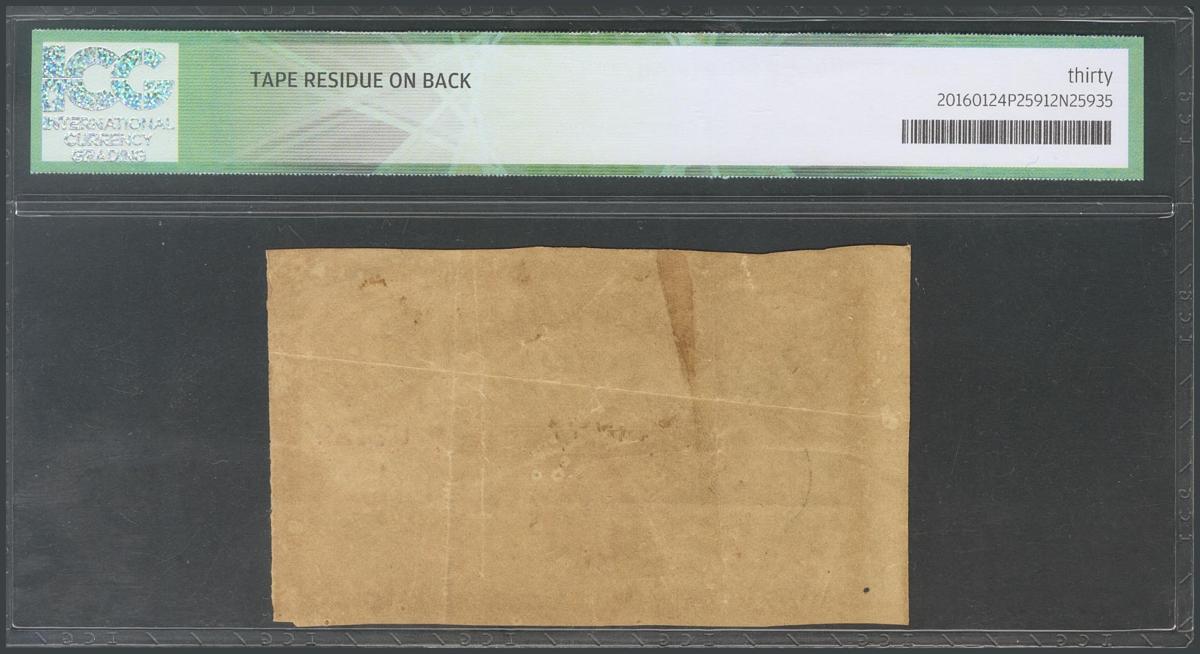 ICG
INTERNATIONAL
CURRENCY
GRADING
TAPE RESIDUE ON BACK
thirty
20160124P25912N25935